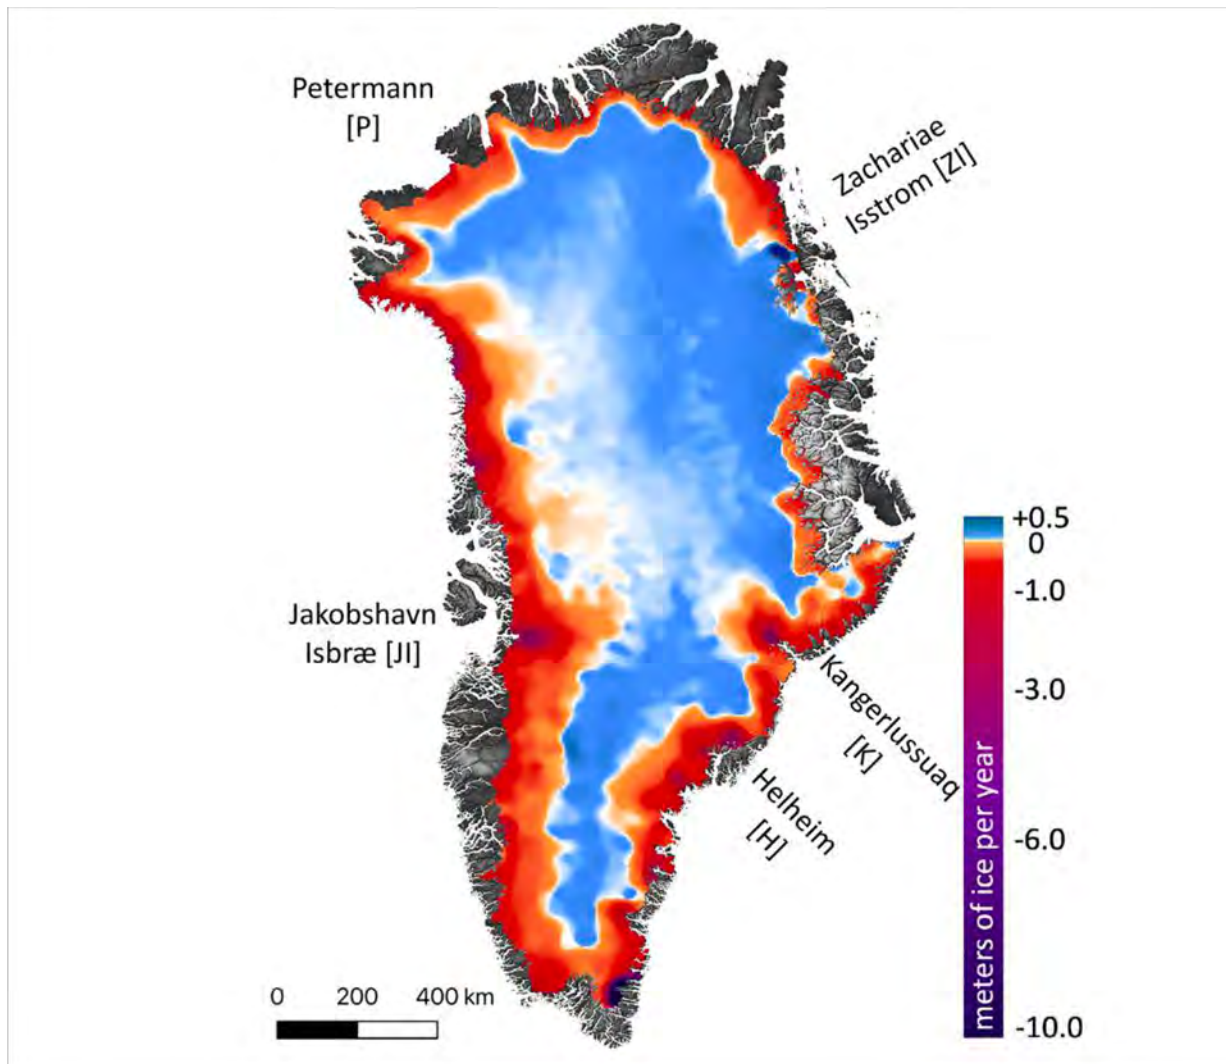 Petermann
[P]
Zachariae
Isstrom [ZI]
Jakobshavn
Isbræ [JI]
Kangerlussuaq
[K]
Helheim
[H]
+0.5
0
-1.0
-3.0
-6.0
-10.0
meters of ice per year
0 200 400 km